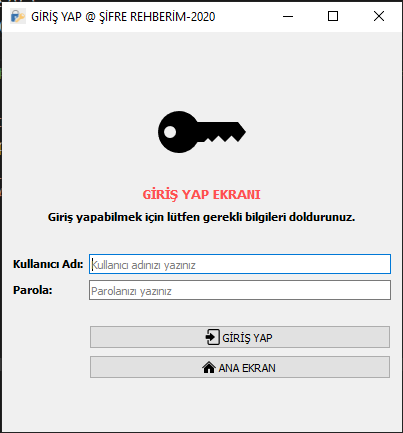 GİRİŞ YAP @ ŞİFRE REHBERİM-2020
GİRİŞ YAP EKRANI
Giriş yapabilmek için lütfen gerekli bilgileri doldurunuz.
Kullanıcı Adı: Kullanıcı adınızı yazınız
Parola: Parolanızı yazınız
GİRİŞ YAP
ANA EKRAN